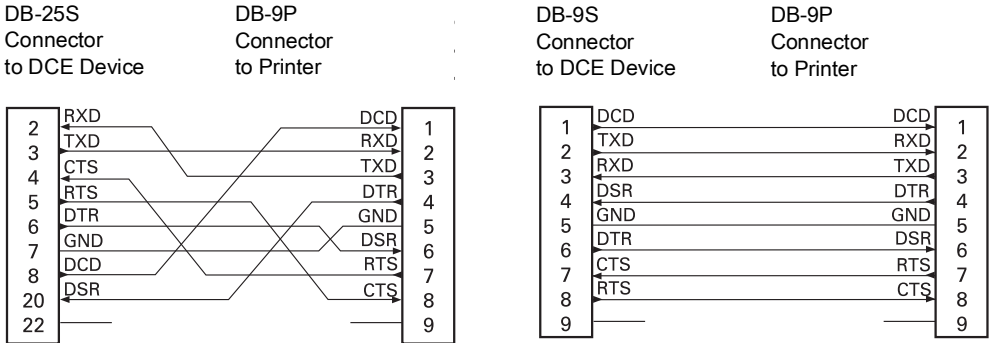 DB-25S
Connector
to DCE Device
DB-9P
Connector
to Printer
2 RXD DCD 1
3 TXD RXD 2
4 CTS TXD 3
5 RTS DTR 4
6 DTR GND 5
7 GND DSR 6
8 DCD RTS 7
20 DSR CTS 8
22 9
DB-9S
Connector
to DCE Device
DB-9P
Connector
to Printer
1 DCD DCD 1
2 TXD RXD 2
3 RXD TXD 3
4 DSR DTR 4
5 GND GND 5
6 DTR DSR 6
7 CTS RTS 7
8 RTS CTS 8
9 9